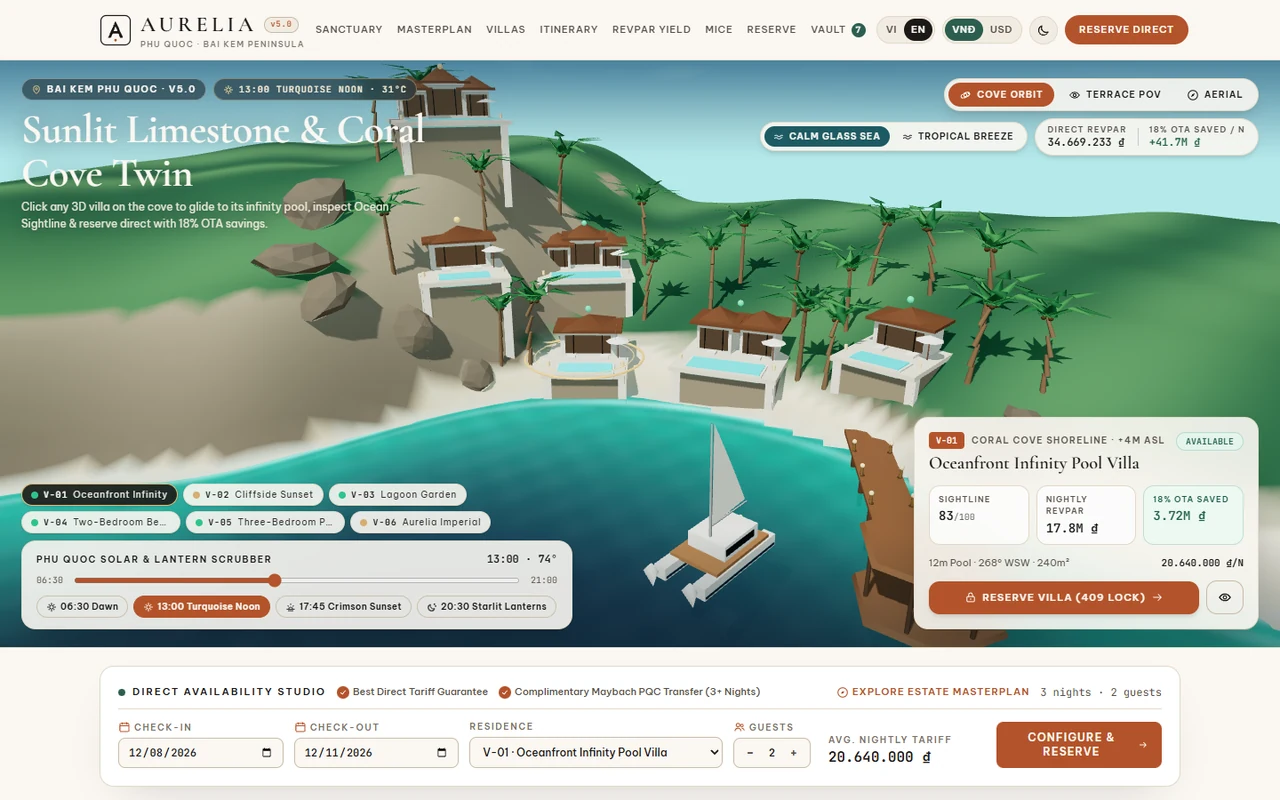 A AURELIA v5.0
PHU QUOC · BAI KEM PENINSULA
SANCTUARY MASTERPLAN VILLAS ITINERARY REVPAR YIELD MICE RESERVE VAULT 7
VI EN VNĐ USD RESERVE DIRECT
BAI KEM PHU QUOC · V5.0 13:00 TURQUOISE NOON · 31°C
Sunlit Limestone & Coral
Cove Twin
Click any 3D villa on the cove to glide to its infinity pool, inspect Ocean
Sightline & reserve direct with 18% OTA savings.
COVE ORBIT TERRACE POV AERIAL
CALM GLASS SEA TROPICAL BREEZE
DIRECT REVPAR 18% OTA SAVED / N
34.669.233 ₫ +41.7M ₫
V-01 Oceanfront Infinity V-02 Cliffside Sunset V-03 Lagoon Garden
V-04 Two-Bedroom Be… V-05 Three-Bedroom P… V-06 Aurelia Imperial
PHU QUOC SOLAR & LANTERN SCRUBBER 13:00 · 74°
06:30 21:00
06:30 Dawn 13:00 Turquoise Noon 17:45 Crimson Sunset 20:30 Starlit Lanterns
V-01 CORAL COVE SHORELINE · +4M ASL AVAILABLE
Oceanfront Infinity Pool Villa
SIGHTLINE
83/100
NIGHTLY
REVPAR
17.8M ₫
18% OTA SAVED
3.72M ₫
12m Pool · 268° WSW · 240m² 20.640.000 ₫/N
RESERVE VILLA (409 LOCK) →
DIRECT AVAILABILITY STUDIO Best Direct Tariff Guarantee Complimentary Maybach PQC Transfer (3+ Nights) EXPLORE ESTATE MASTERPLAN 3 nights · 2 guests
CHECK-IN CHECK-OUT RESIDENCE GUESTS
12/08/2026 12/11/2026 V-01 · Oceanfront Infinity Pool Villa − 2 +
AVG. NIGHTLY TARIFF
20.640.000 ₫
CONFIGURE &
RESERVE →